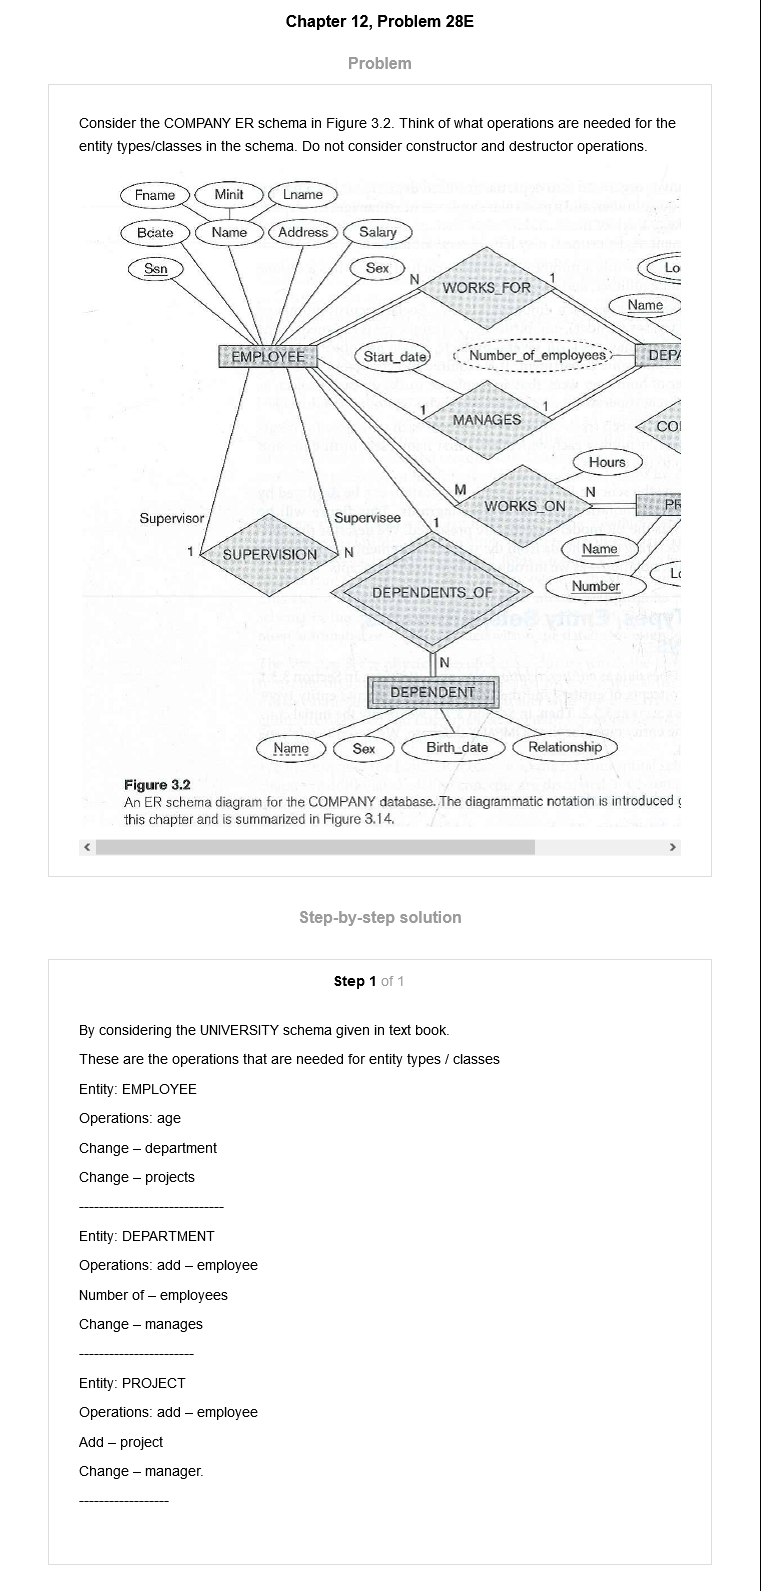 Chapter 12, Problem 28E
Problem
Consider the COMPANY ER schema in Figure 3.2. Think of what operations are needed for the
entity types/classes in the schema. Do not consider constructor and destructor operations.
Fname
Minit
Lname
Bdate
Name
Address
Salary
Ssn
Sex
N
WORKS_FOR
1
Lo
Name
EMPLOYEE
Start_date
Number_of_employees
DEPA
1
MANAGES
1
CO
Hours
M
WORKS_ON
N
PR
Supervisor
Supervisee
1
1
SUPERVISION
N
Name
Number
Lo
DEPENDENTS_OF
N
DEPENDENT
Name
Sex
Birth_date
Relationship
Figure 3.2
An ER schema diagram for the COMPANY database. The diagrammatic notation is introduced
this chapter and is summarized in Figure 3.14.
Step-by-step solution
Step 1 of 1
By considering the UNIVERSITY schema given in text book.
These are the operations that are needed for entity types / classes
Entity: EMPLOYEE
Operations: age
Change – department
Change – projects
-----------------------------
Entity: DEPARTMENT
Operations: add – employee
Number of – employees
Change – manages
-----------------------
Entity: PROJECT
Operations: add – employee
Add – project
Change – manager.
------------------